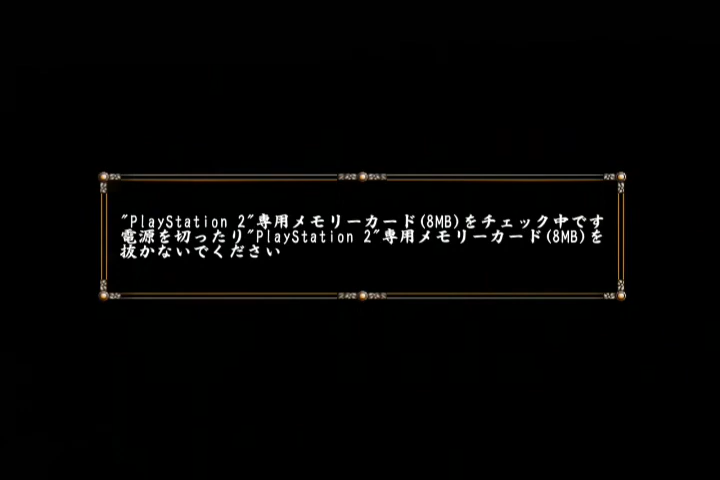 "PlayStation 2"専用メモリーカード(8MB)をチェック中です
電源を切ったり"PlayStation 2"専用メモリーカード(8MB)を
抜かないでください